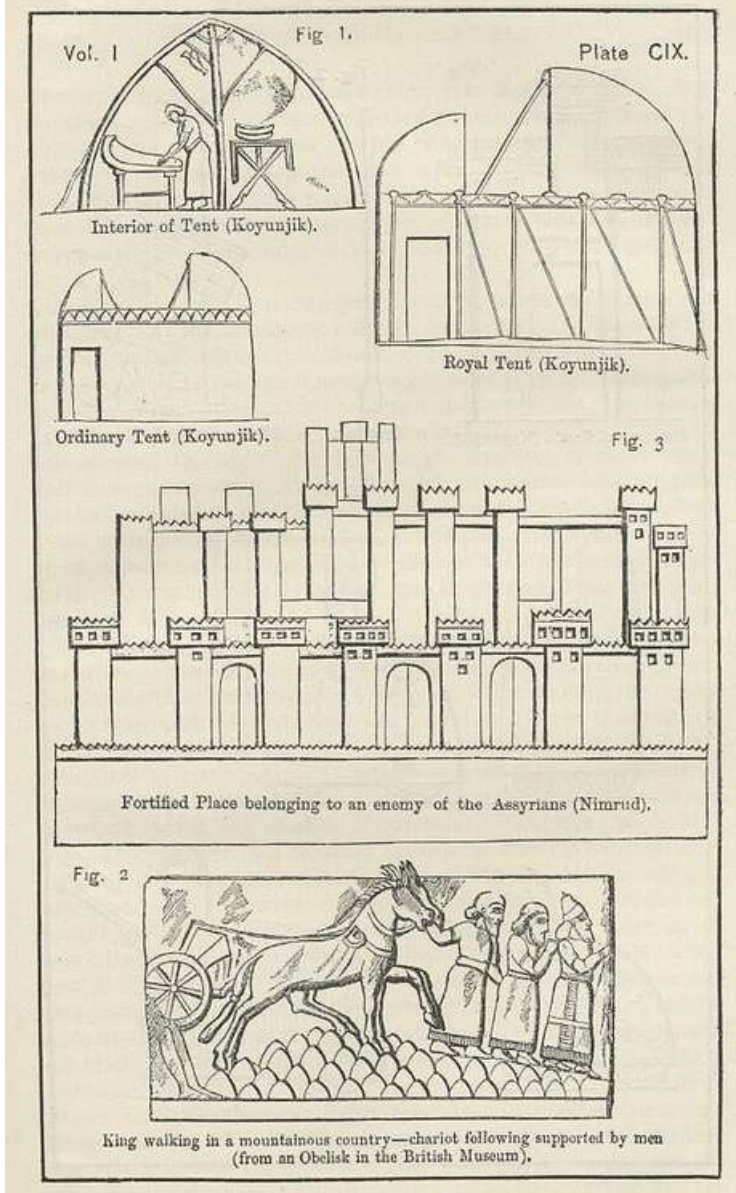 Vol. I
Fig 1.
Plate CIX.
Interior of Tent (Koyunjik).
Royal Tent (Koyunjik).
Ordinary Tent (Koyunjik).
Fig. 3
Fortified Place belonging to an enemy of the Assyrians (Nimrud).
Fig. 2
King walking in a mountainous country—chariot following supported by men
(from an Obelisk in the British Museum).